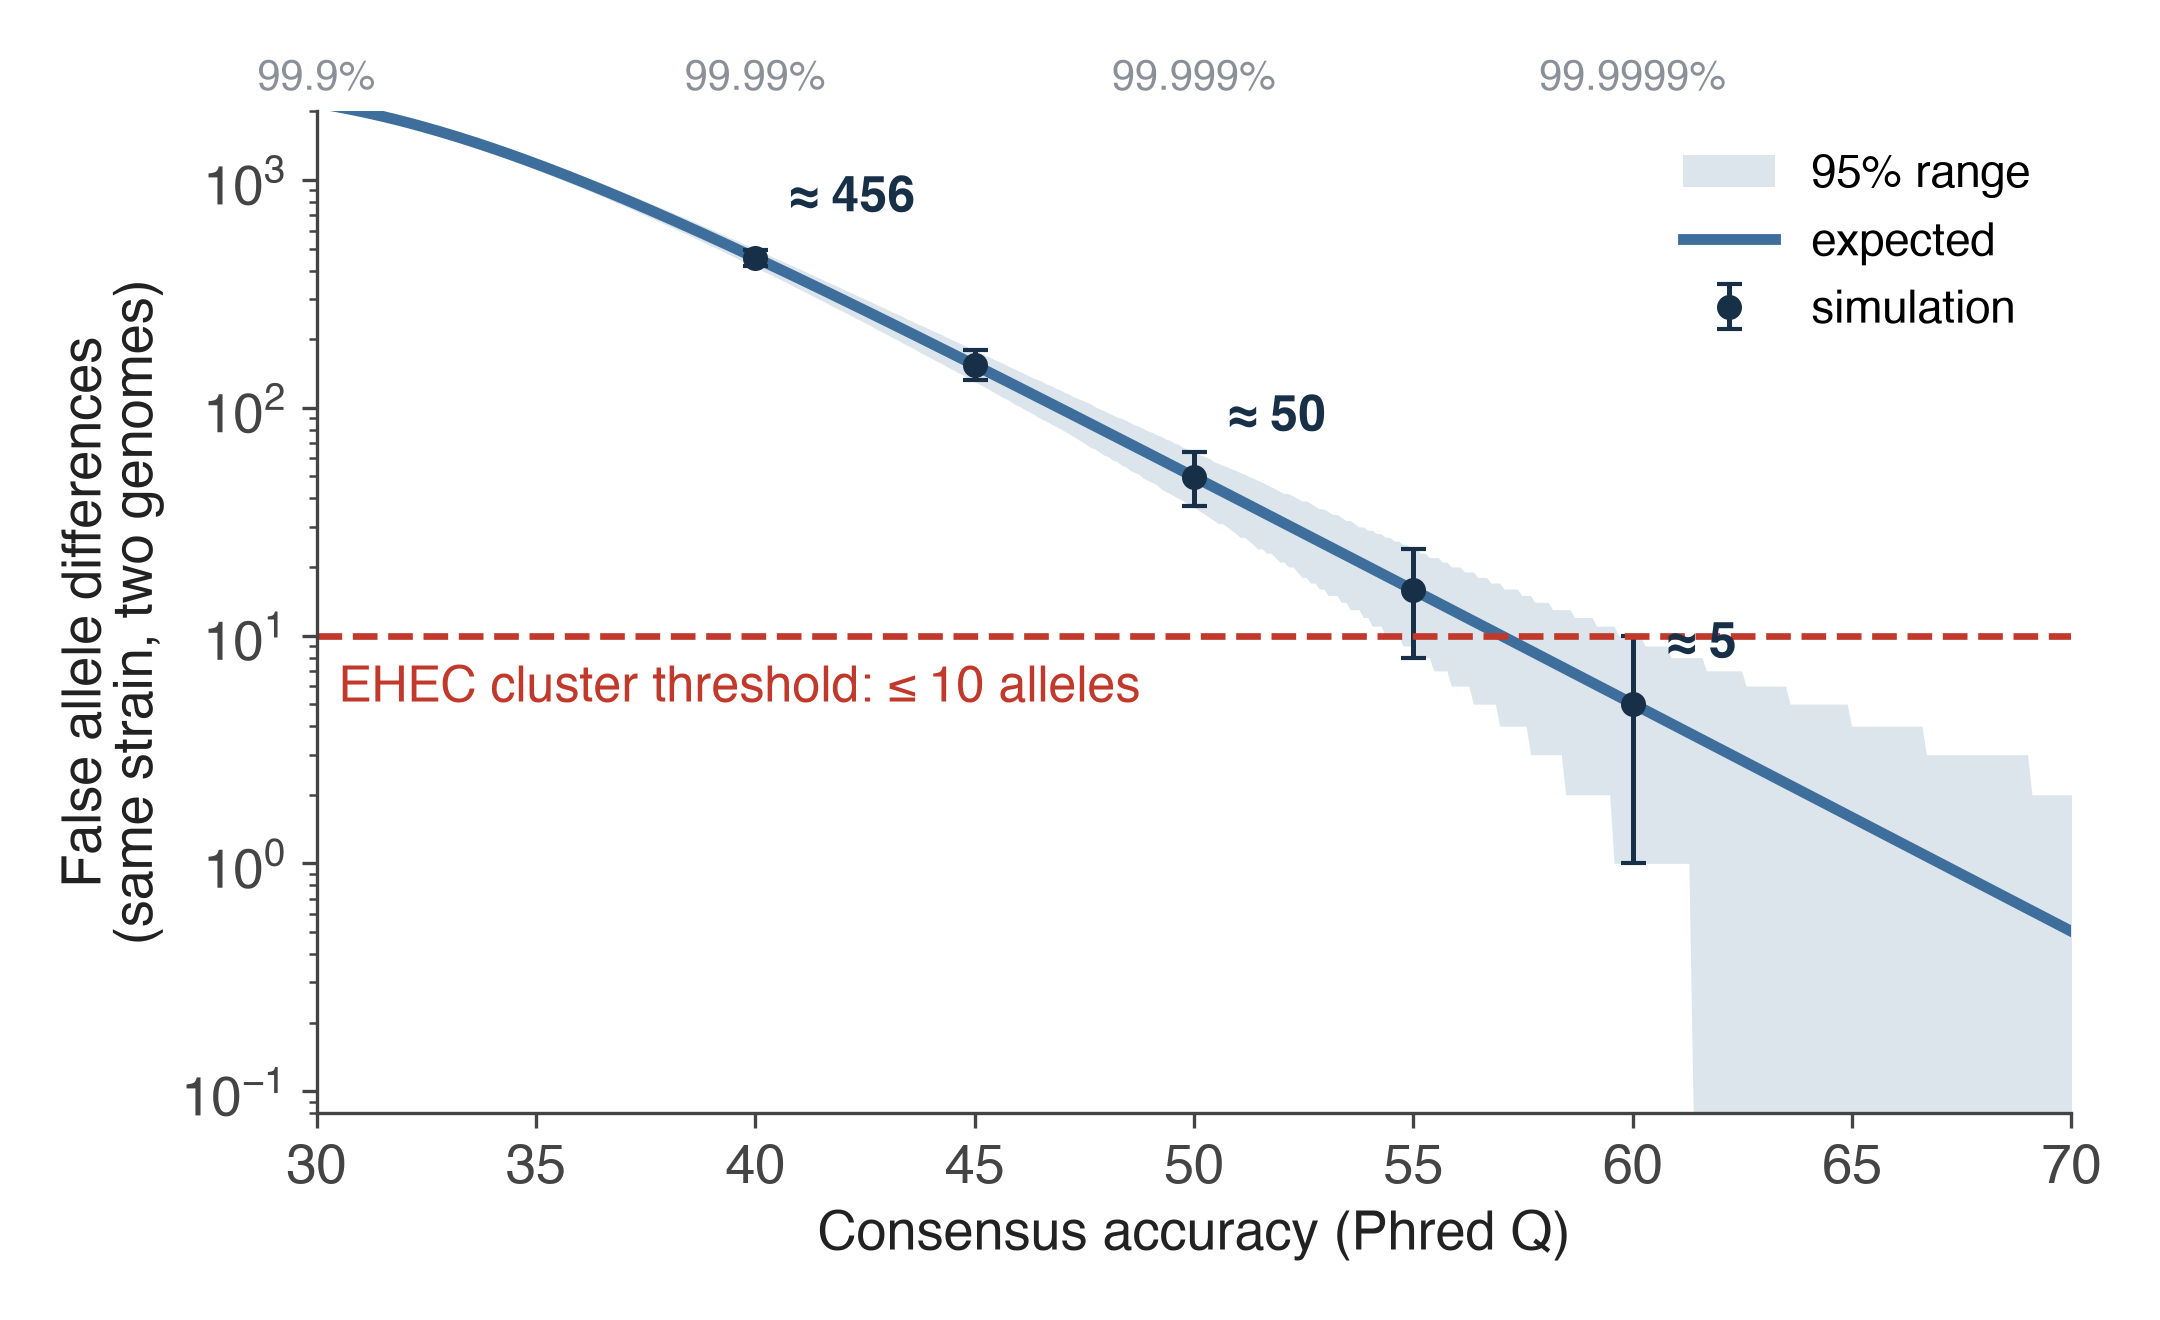 99.9% 99.99% 99.999% 99.9999%
95% range
expected
simulation
≈ 456
≈ 50
≈ 5
EHEC cluster threshold: ≤ 10 alleles
False allele differences
(same strain, two genomes)
10³
10²
10¹
10⁰
10⁻¹
30 35 40 45 50 55 60 65 70
Consensus accuracy (Phred Q)